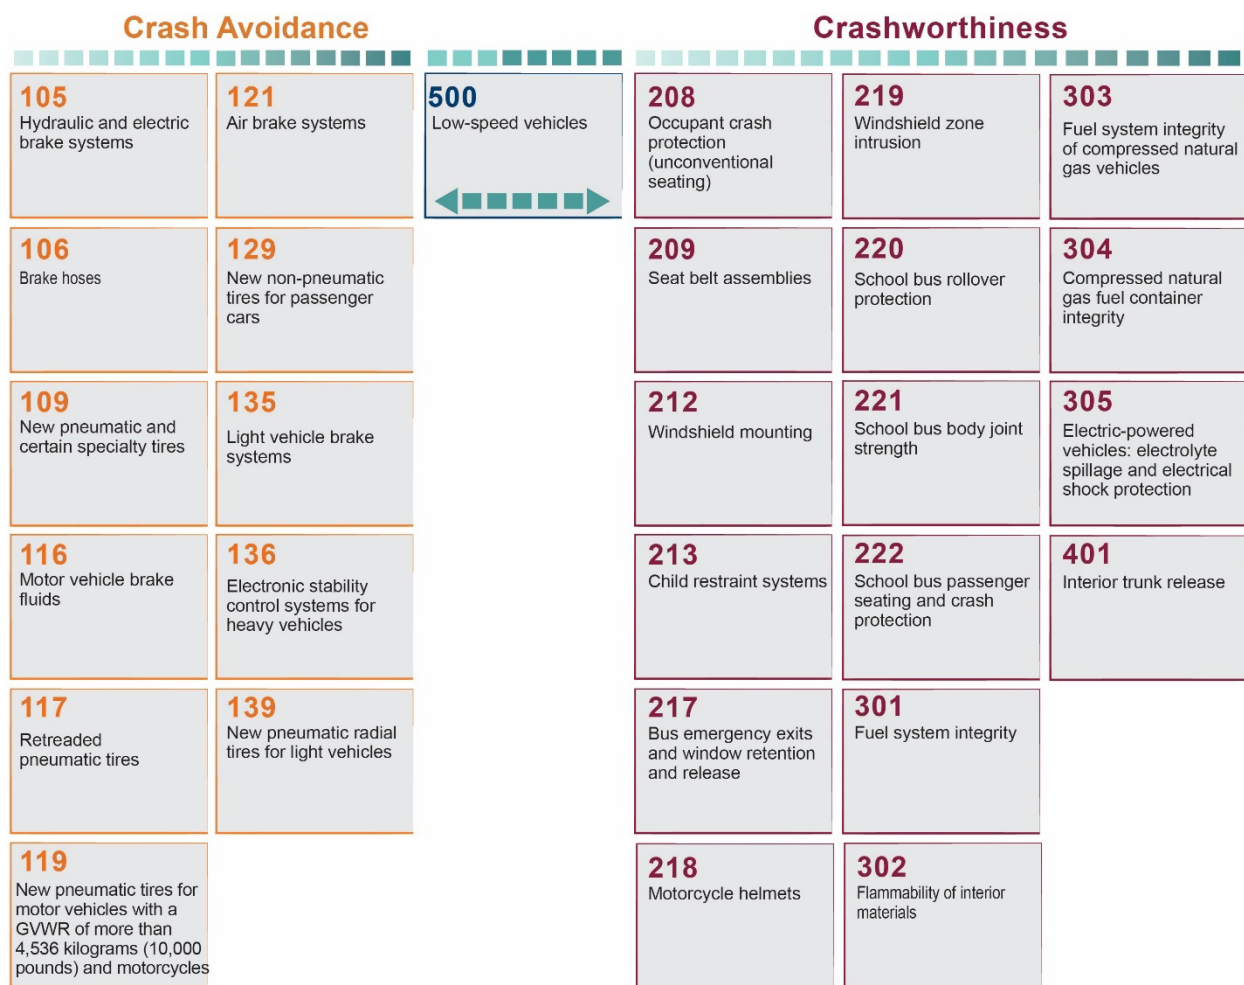 Crash Avoidance
105
Hydraulic and electric
brake systems
106
Brake hoses
109
New pneumatic and
certain specialty tires
116
Motor vehicle brake
fluids
117
Retreaded
pneumatic tires
119
New pneumatic tires for
motor vehicles with a
GVWR of more than
4,536 kilograms (10,000
pounds) and motorcycles
121
Air brake systems
129
New non-pneumatic
tires for passenger
cars
135
Light vehicle brake
systems
136
Electronic stability
control systems for
heavy vehicles
139
New pneumatic radial
tires for light vehicles
500
Low-speed vehicles
Crashworthiness
208
Occupant crash
protection
(unconventional
seating)
209
Seat belt assemblies
212
Windshield mounting
213
Child restraint systems
217
Bus emergency exits
and window retention
and release
218
Motorcycle helmets
219
Windshield zone
intrusion
220
School bus rollover
protection
221
School bus body joint
strength
222
School bus passenger
seating and crash
protection
301
Fuel system integrity
302
Flammability of interior
materials
303
Fuel system integrity
of compressed natural
gas vehicles
304
Compressed natural
gas fuel container
integrity
305
Electric-powered
vehicles: electrolyte
spillage and electrical
shock protection
401
Interior trunk release